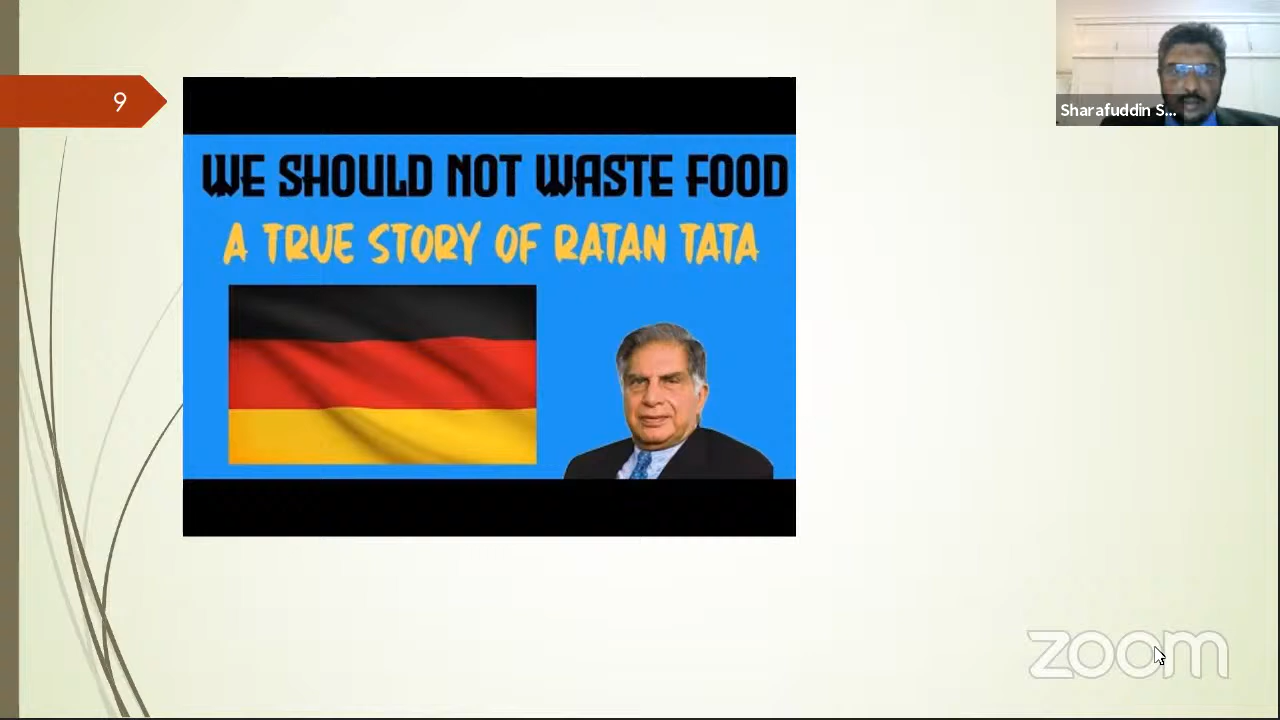 9
WE SHOULD NOT WASTE FOOD
A TRUE STORY OF RATAN TATA
Sharafuddin S...
zoom